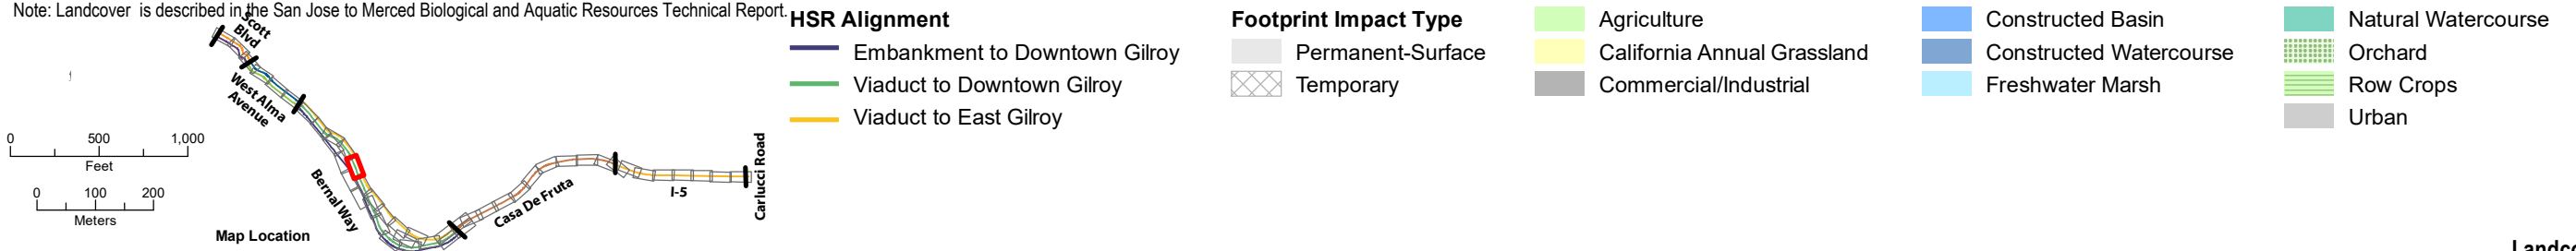 Note: Landcover is described in the San Jose to Merced Biological and Aquatic Resources Technical Report.
Scott
Blvd
West Alma
Avenue
0 500 1,000
Feet
0 100 200
Meters
Bernal Way
Map Location
Casa De Fruta
I-5
Carlucci Road
HSR Alignment
Embankment to Downtown Gilroy
Viaduct to Downtown Gilroy
Viaduct to East Gilroy
Footprint Impact Type
Permanent-Surface
Temporary
Agriculture
California Annual Grassland
Commercial/Industrial
Constructed Basin
Constructed Watercourse
Freshwater Marsh
Natural Watercourse
Orchard
Row Crops
Urban